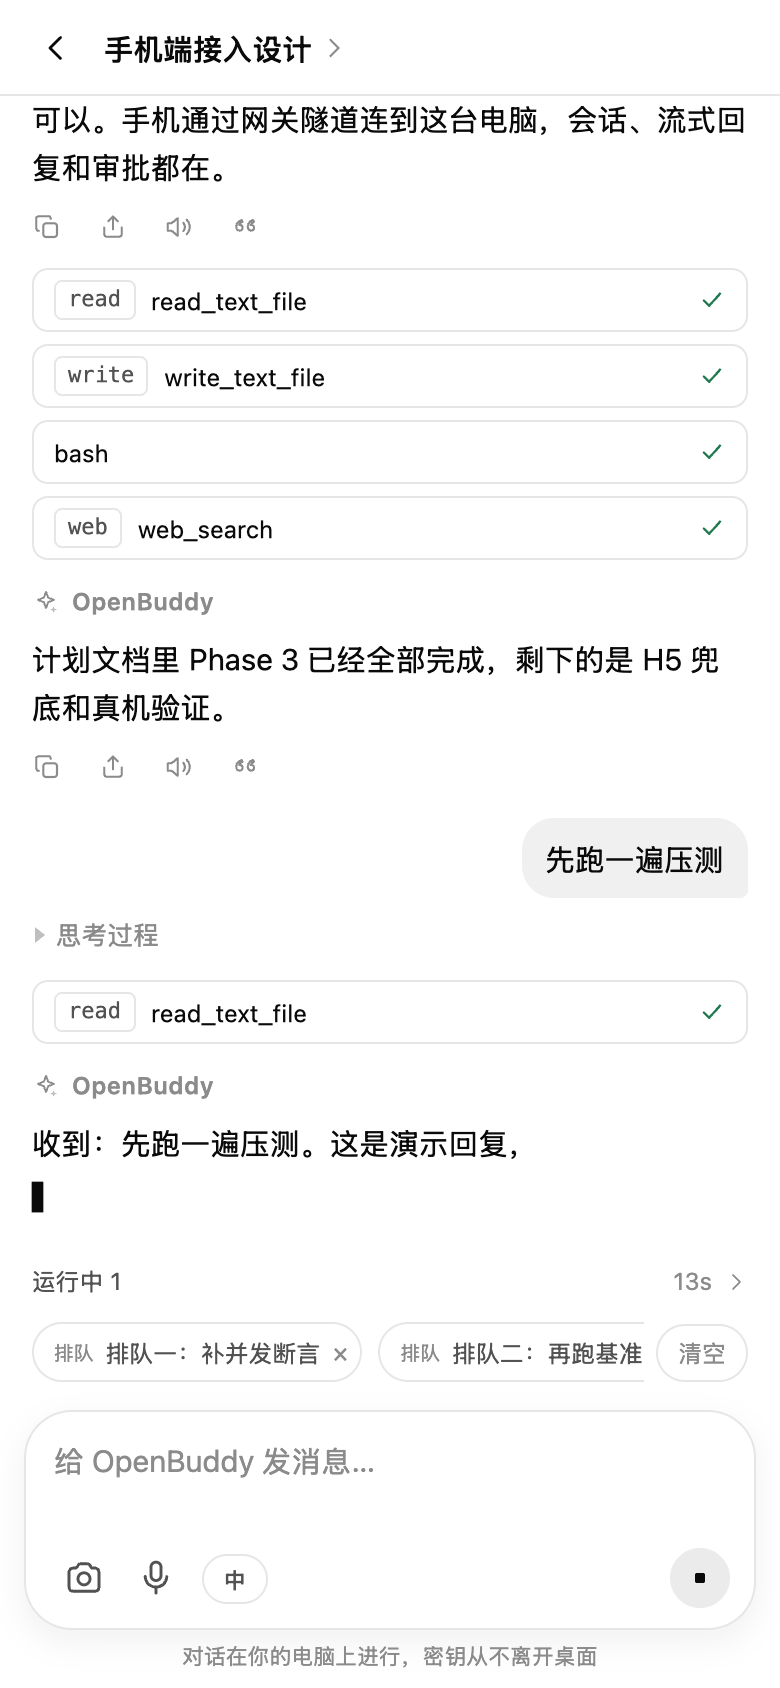 手机端接入设计
可以。手机通过网关隧道连到这台电脑，会话、流式回
复和审批都在。
read read_text_file
write write_text_file
bash
web web_search
OpenBuddy
计划文档里 Phase 3 已经全部完成，剩下的是 H5 兜
底和真机验证。
先跑一遍压测
思考过程
read read_text_file
OpenBuddy
收到：先跑一遍压测。这是演示回复，
运行中 1 13s
排队 排队一：补并发断言 × 排队 排队二：再跑基准 清空
给 OpenBuddy 发消息...
中
对话在你的电脑上进行，密钥从不离开桌面